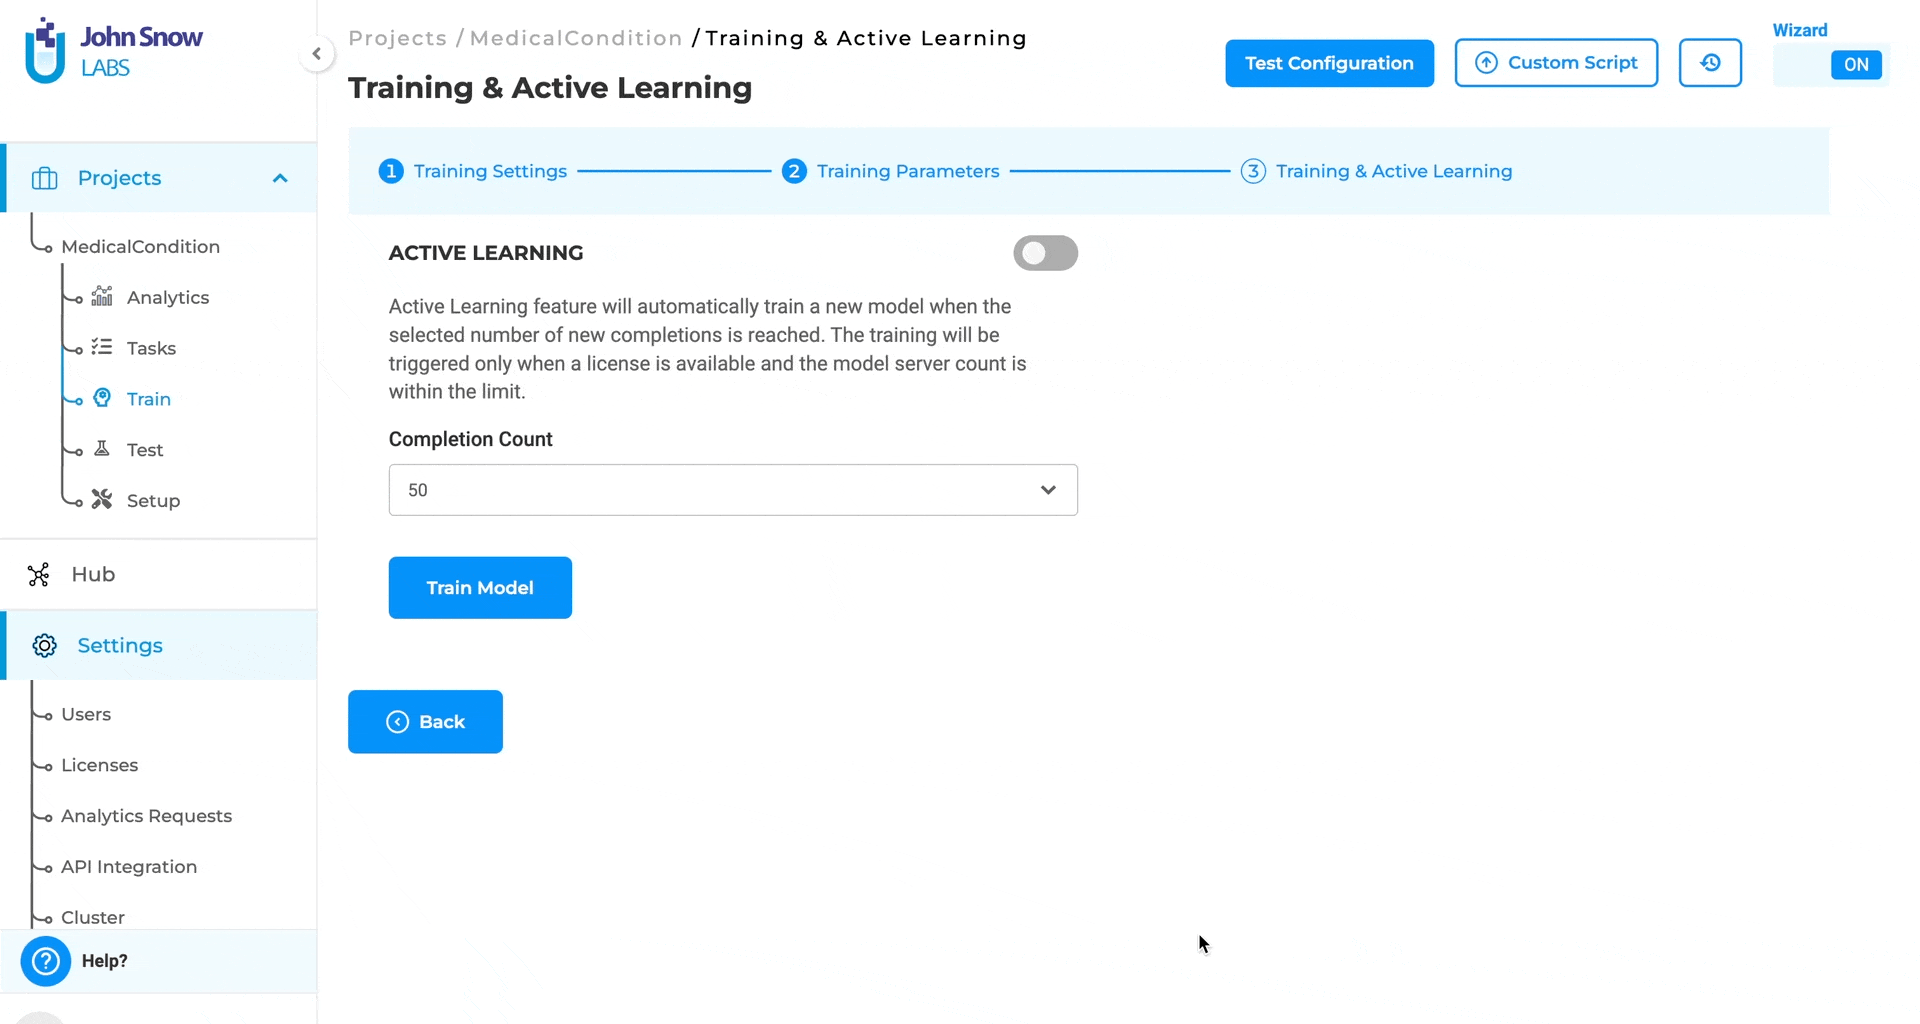 John Snow
LABS
Projects / MedicalCondition / Training & Active Learning
Training & Active Learning
Test Configuration
Custom Script
Wizard
ON
1 Training Settings
2 Training Parameters
3 Training & Active Learning
Projects
MedicalCondition
Analytics
Tasks
Train
Test
Setup
Hub
Settings
Users
Licenses
Analytics Requests
API Integration
Cluster
? Help?
ACTIVE LEARNING
Active Learning feature will automatically train a new model when the
selected number of new completions is reached. The training will be
triggered only when a license is available and the model server count is
within the limit.
Completion Count
50
Train Model
Back